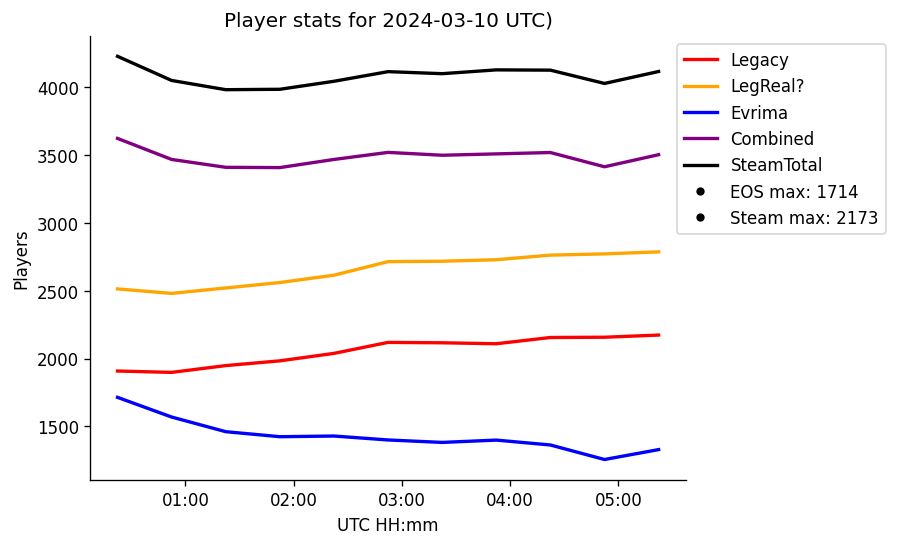 Player stats for 2024-03-10 UTC)
Players
4000
3500
3000
2500
2000
1500
01:00
02:00
03:00
04:00
05:00
UTC HH:mm
Legacy
LegReal?
Evrima
Combined
SteamTotal
EOS max: 1714
Steam max: 2173